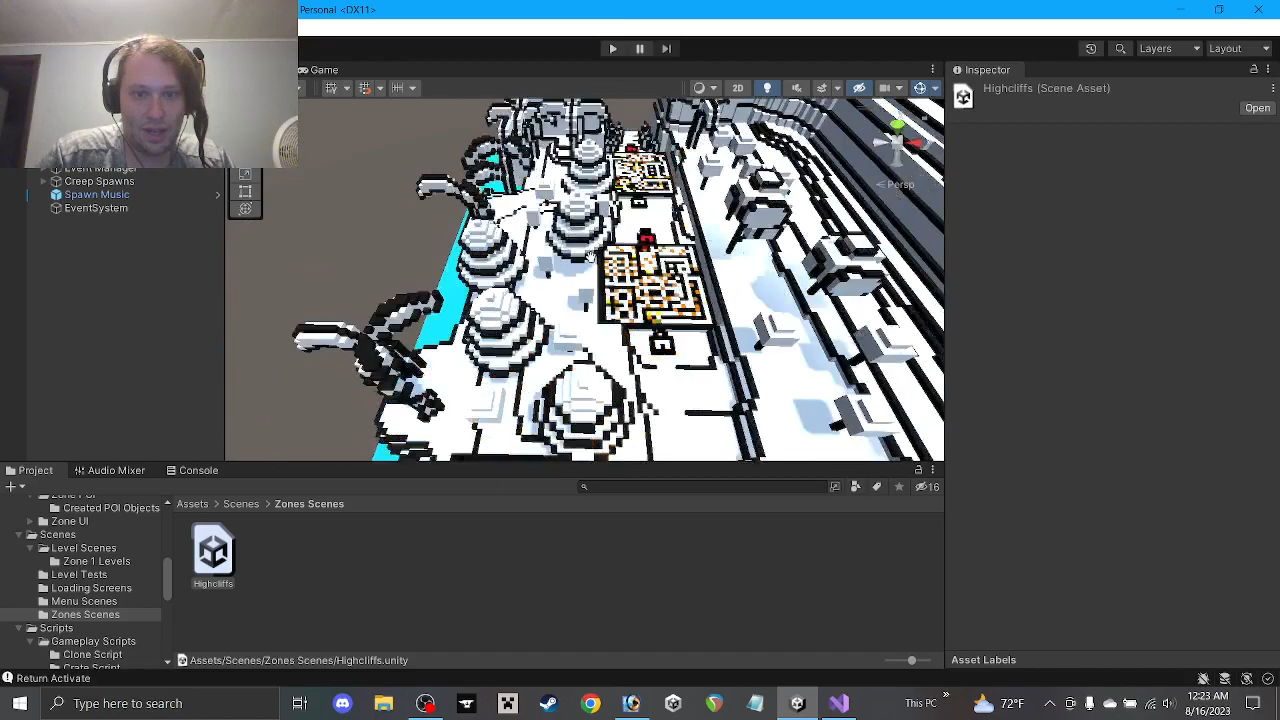 Personal <DX11>
Layers
Layout
Game
2D
Inspector
Highcliffs (Scene Asset)
Open
Event Manager
Creep Spawns
Spawn Music
EventSystem
Persp
Project
Audio Mixer
Console
16
Created POI Objects
Zone UI
Scenes
Level Scenes
Zone 1 Levels
Level Tests
Loading Screens
Menu Scenes
Zones Scenes
Scripts
Gameplay Scripts
Clone Script
Crate Script
Assets > Scenes > Zones Scenes
Highcliffs
Assets/Scenes/Zones Scenes/Highcliffs.unity
Asset Labels
Return Activate
Type here to search
This PC
72°F
12:23 AM
8/16/2023